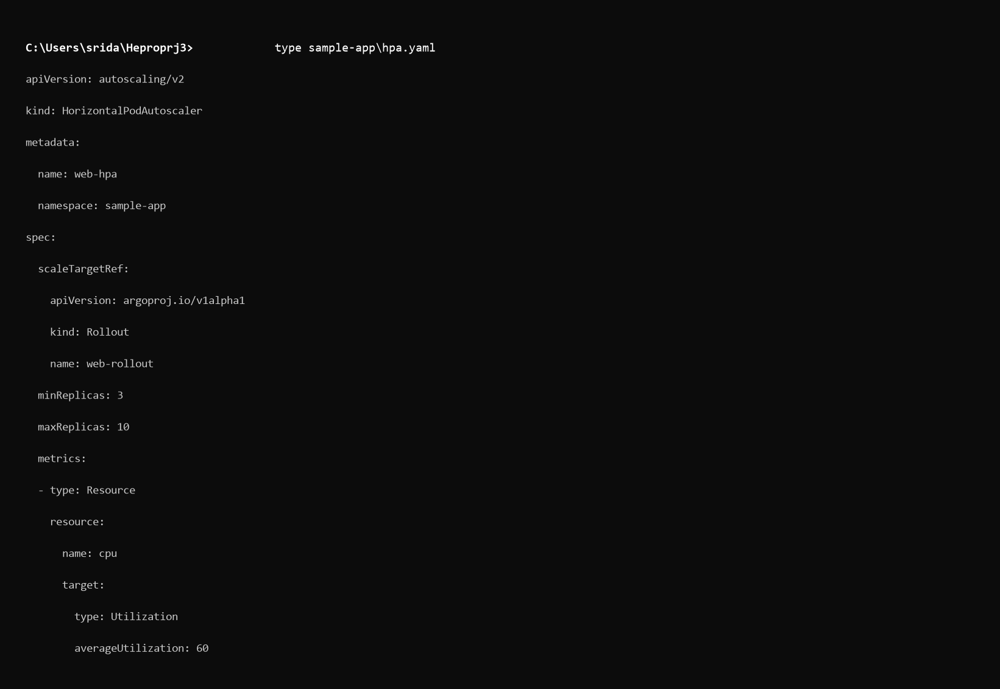 C:\Users\srida\Heproprj3>            type sample-app\hpa.yaml
apiVersion: autoscaling/v2
kind: HorizontalPodAutoscaler
metadata:
  name: web-hpa
  namespace: sample-app
spec:
  scaleTargetRef:
    apiVersion: argoproj.io/v1alpha1
    kind: Rollout
    name: web-rollout
  minReplicas: 3
  maxReplicas: 10
  metrics:
  - type: Resource
    resource:
      name: cpu
      target:
        type: Utilization
        averageUtilization: 60